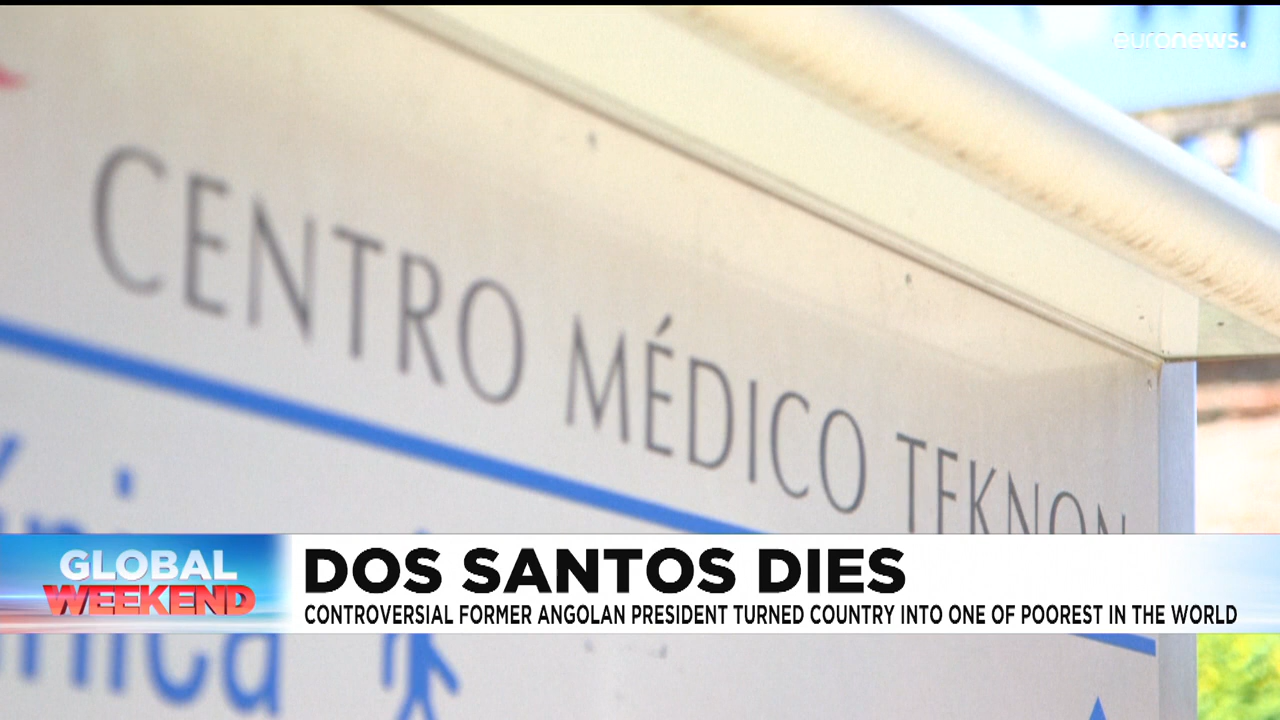 euronews.
CENTRO MÉDICO TEKNON
GLOBAL
WEEKEND
DOS SANTOS DIES
CONTROVERSIAL FORMER ANGOLAN PRESIDENT TURNED COUNTRY INTO ONE OF POOREST IN THE WORLD